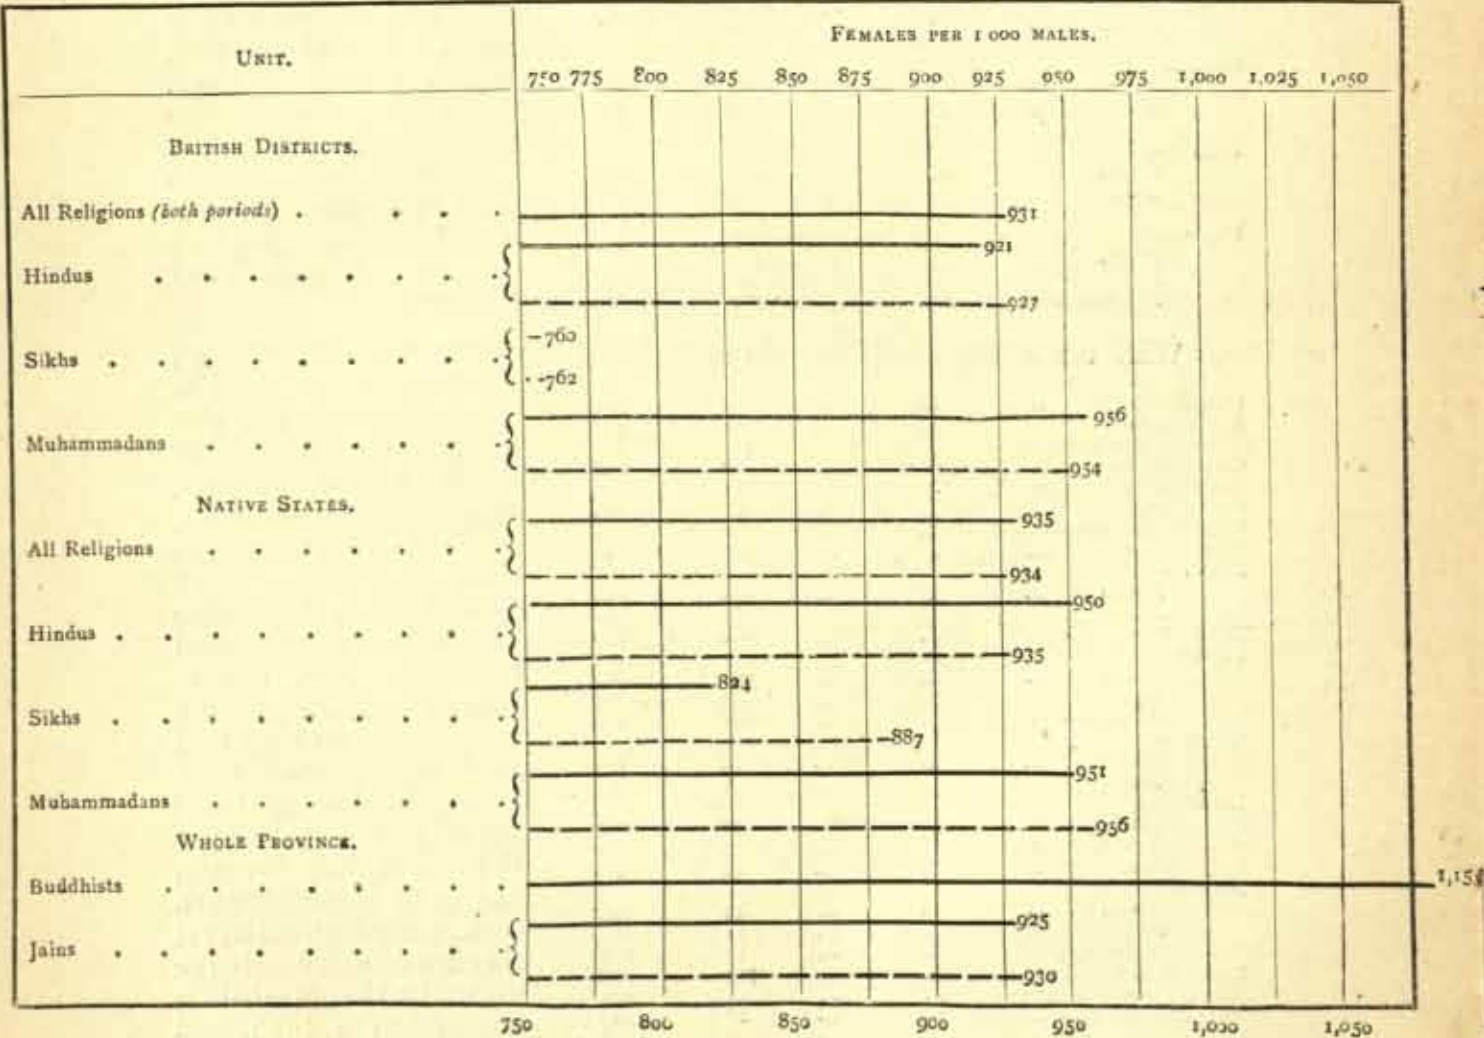 UNIT.
FEMALES PER 1 000 MALES.
750 775 800 825 850 875 900 925 950 975 1,000 1,025 1,050
BRITISH DISTRICTS.
All Religions (both periods) . . . . 931
921
Hindus . . . . . . . .
927
760
Sikhs . . . . . . . . .
762
956
Muhammadans . . . . . . .
954
NATIVE STATES.
935
All Religions . . . . . . .
934
950
Hindus . . . . . . . . .
935
824
Sikhs . . . . . . . . .
887
951
Muhammadans . . . . . . .
956
WHOLE PROVINCE.
Buddhists . . . . . . . .
925
Jains . . . . . . . . .
930
750 800 850 900 950 1,000 1,050